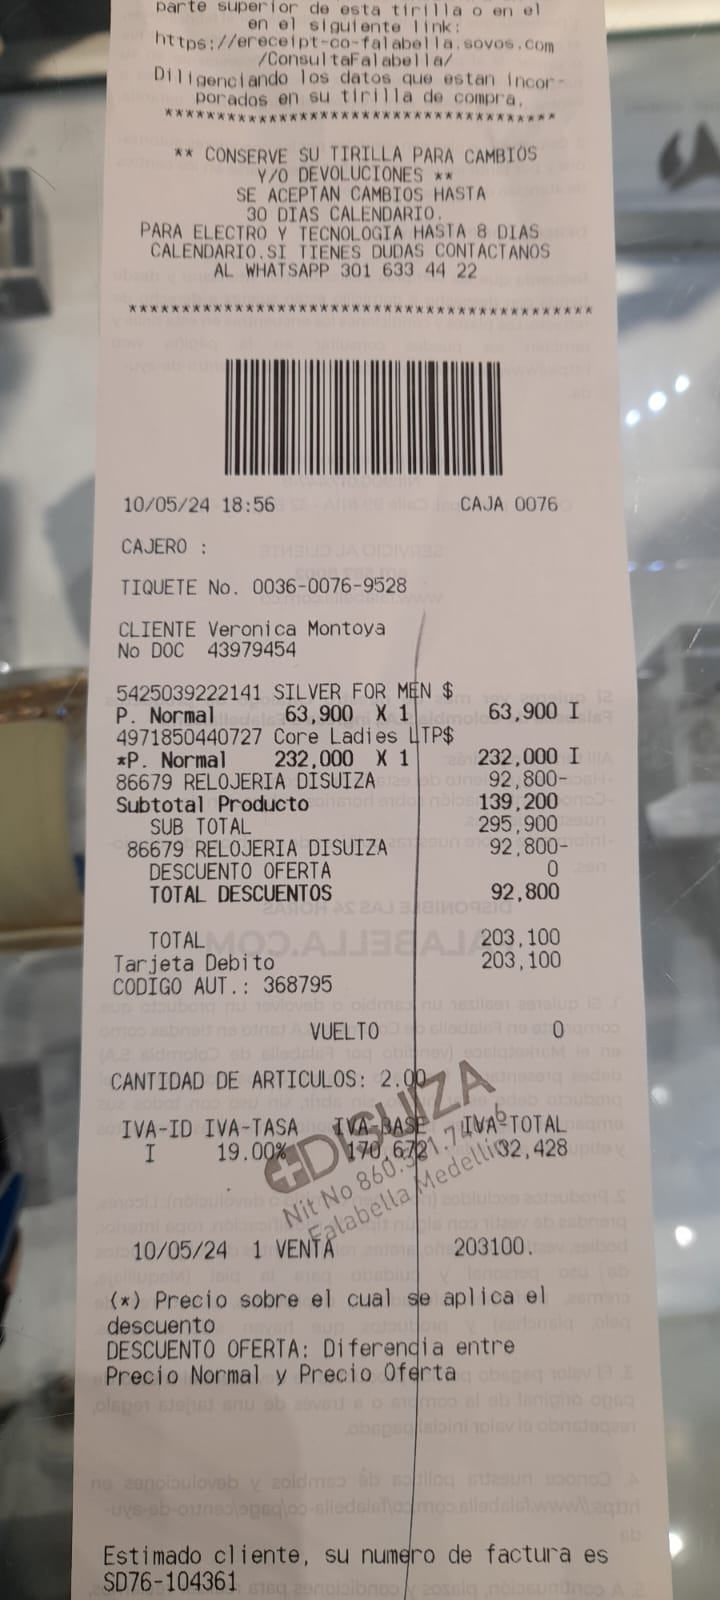 parte superior de esta tirilla o en el
en el siguiente link:
https://ereceipt-co-falabella.sovos.com
/ConsultaFalabella/
Diligenciando los datos que estan incor-
porados en su tirilla de compra.
*************************************
** CONSERVE SU TIRILLA PARA CAMBIOS
Y/O DEVOLUCIONES **
SE ACEPTAN CAMBIOS HASTA
30 DIAS CALENDARIO.
PARA ELECTRO Y TECNOLOGIA HASTA 8 DIAS
CALENDARIO.SI TIENES DUDAS CONTACTANOS
AL WHATSAPP 301 633 44 22
****************************************
10/05/24 18:56 CAJA 0076
CAJERO :
TIQUETE No. 0036-0076-9528
CLIENTE Veronica Montoya
No DOC 43979454
5425039222141 SILVER FOR MEN $
P. Normal 63,900 X 1 63,900 I
4971850440727 Core Ladies LTP$
*P. Normal 232,000 X 1 232,000 I
86679 RELOJERIA DISUIZA 92,800-
Subtotal Producto 139,200
SUB TOTAL 295,900
86679 RELOJERIA DISUIZA 92,800-
DESCUENTO OFERTA 0
TOTAL DESCUENTOS 92,800
TOTAL 203,100
Tarjeta Debito 203,100
CODIGO AUT.: 368795
VUELTO 0
CANTIDAD DE ARTICULOS: 2.00
DISUIZA
IVA-ID IVA-TASA IVA-BASE IVA-TOTAL
I 19.00% 170,672 32,428
Nit No
Falabella Medellin
10/05/24 1 VENTA 203100.
(*) Precio sobre el cual se aplica el
descuento
DESCUENTO OFERTA: Diferencia entre
Precio Normal y Precio Oferta
Estimado cliente, su numero de factura es
SD76-104361